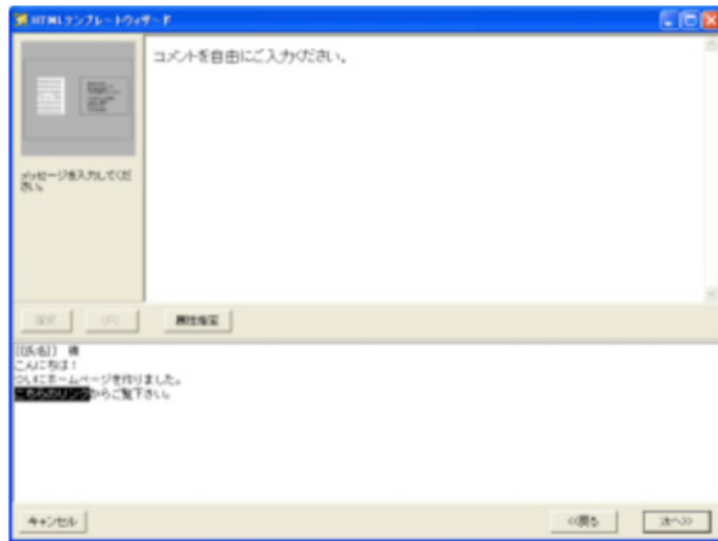 HTMLテンプレートウィザード
コメントを自由にご入力ください。
メッセージを入力してくだ
さい。
選択
URL
属性指定
[[氏名]] 様
こんにちは!
ついにホームページを作りました。
こちらのリンクからご覧下さい。
キャンセル
<<戻る
次へ>>